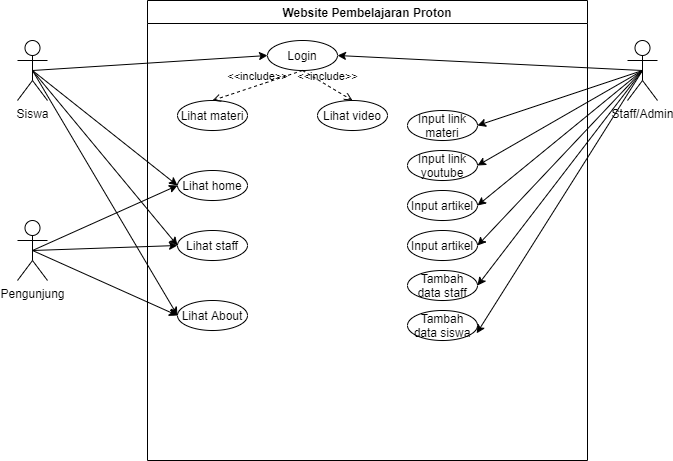 Website Pembelajaran Proton
Login
<<include>>
<<include>>
Lihat materi
Lihat video
Siswa
Staff/Admin
Input link
materi
Input link
youtube
Lihat home
Input artikel
Lihat staff
Input artikel
Pengunjung
Tambah
data staff
Lihat About
Tambah
data siswa